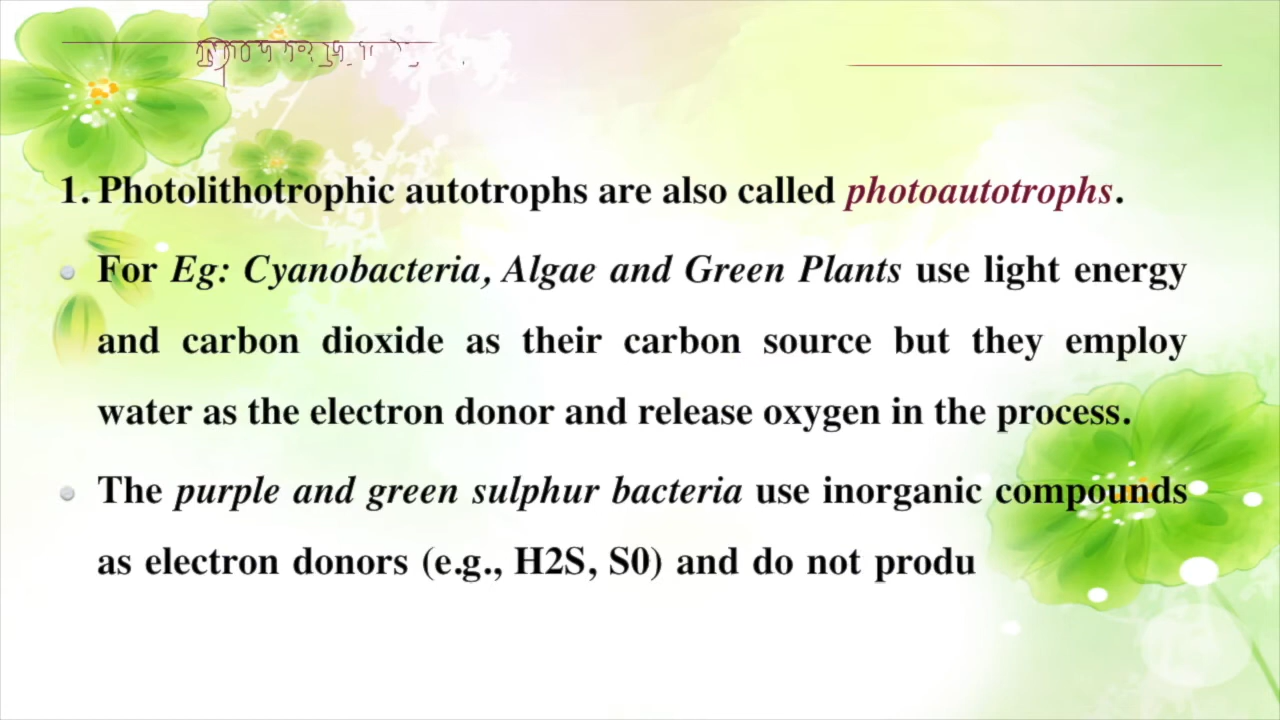 1. Photolithotrophic autotrophs are also called photoautotrophs.
For Eg: Cyanobacteria, Algae and Green Plants use light energy
and carbon dioxide as their carbon source but they employ
water as the electron donor and release oxygen in the process.
The purple and green sulphur bacteria use inorganic compounds
as electron donors (e.g., H2S, S0) and do not produ